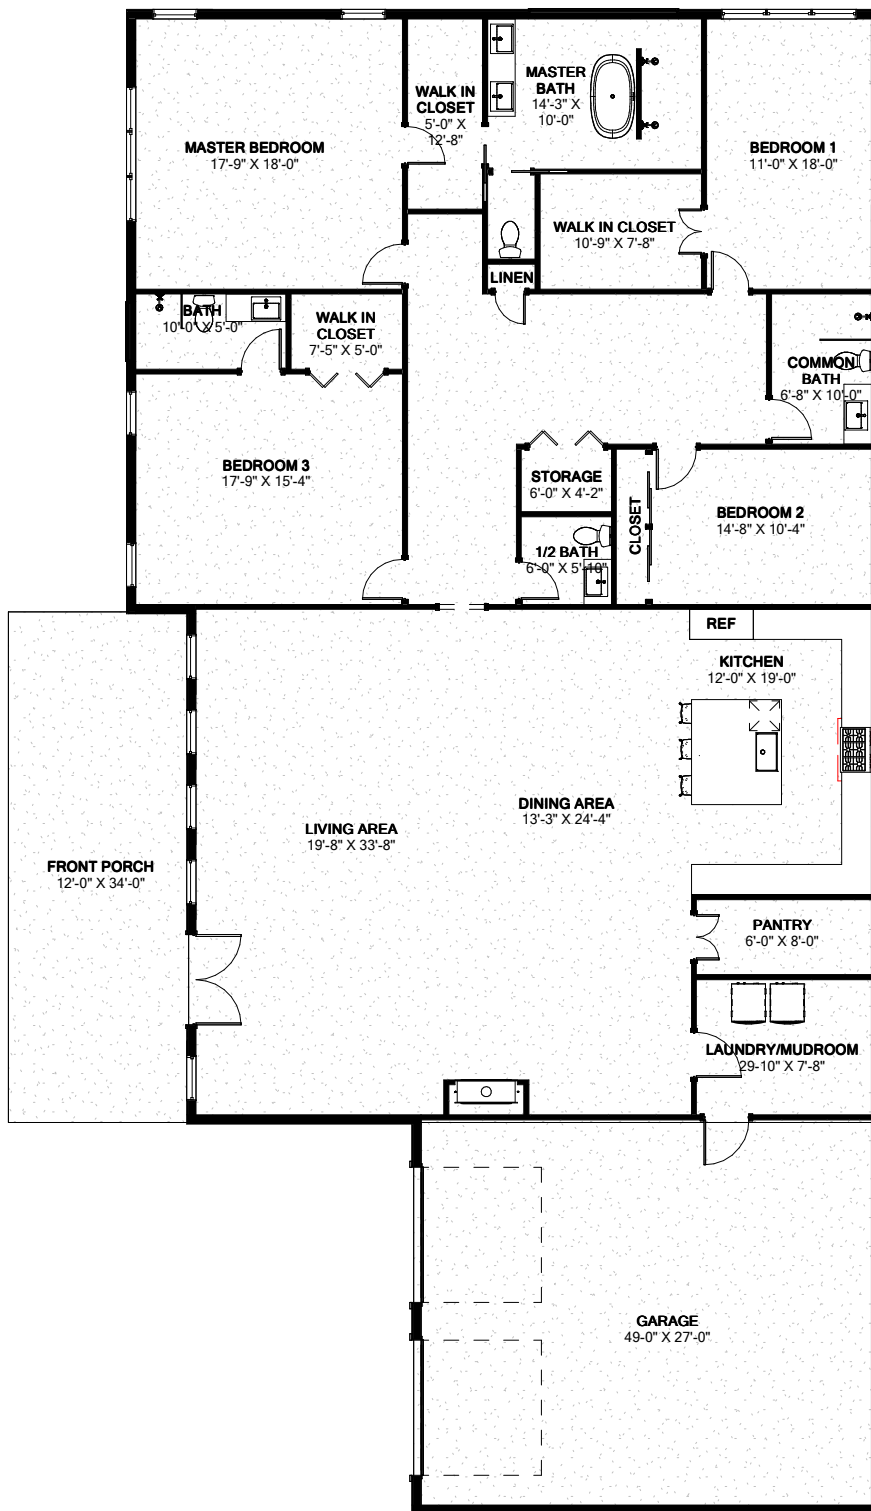 MASTER BEDROOM
17'-9" X 18'-0"
WALK IN
CLOSET
5'-0" X
12'-8"
MASTER
BATH
14'-3" X
10'-0"
BEDROOM 1
11'-0" X 18'-0"
WALK IN CLOSET
10'-9" X 7'-8"
LINEN
BATH
10'-0" X 5'-0"
WALK IN
CLOSET
7'-5" X 5'-0"
COMMON
BATH
6'-8" X 10'-0"
BEDROOM 3
17'-9" X 15'-4"
STORAGE
6'-0" X 4'-2"
CLOSET
BEDROOM 2
14'-8" X 10'-4"
1/2 BATH
6'-0" X 5'-10"
REF
KITCHEN
12'-0" X 19'-0"
DINING AREA
13'-3" X 24'-4"
LIVING AREA
19'-8" X 33'-8"
FRONT PORCH
12'-0" X 34'-0"
PANTRY
6'-0" X 8'-0"
LAUNDRY/MUDROOM
29-10" X 7'-8"
GARAGE
49-0" X 27'-0"